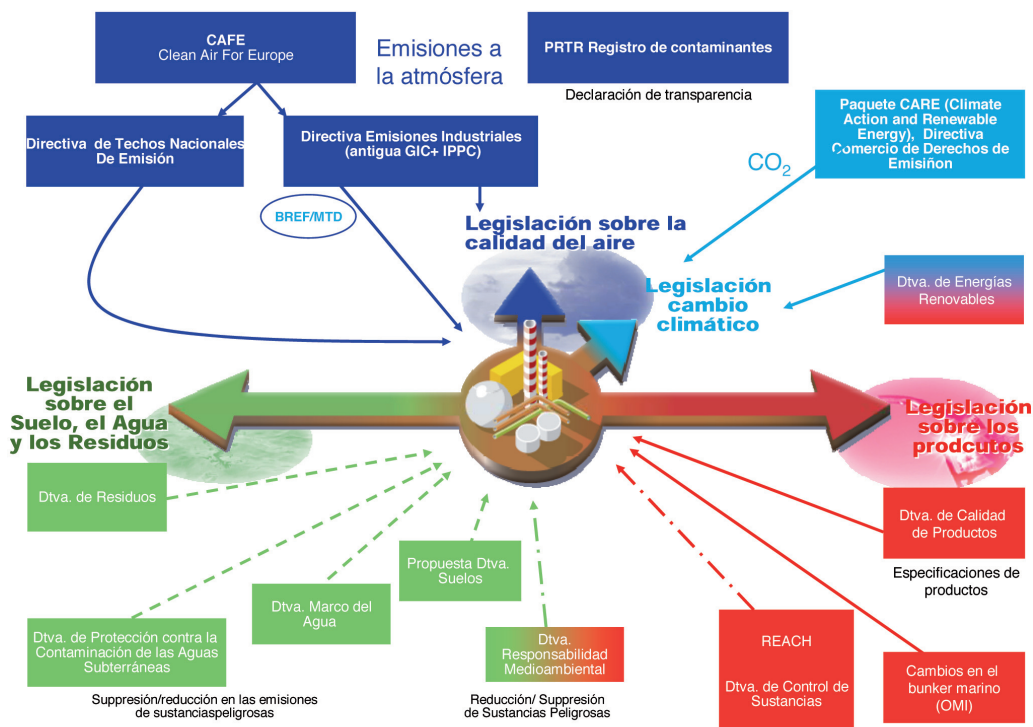 CAFE
Clean Air For Europe
Emisiones a
la atmósfera
PRTR Registro de contaminantes
Declaración de transparencia
Paquete CARE (Climate
Action and Renewable
Energy), Directiva
Comercio de Derechos de
Emisiñon
Directiva de Techos Nacionales
De Emisión
Directiva Emisiones Industriales
(antigua GIC+ IPPC)
CO₂
BREF/MTD
Legislación sobre la
calidad del aire
Legislación
cambio
climático
Dtva. de Energías
Renovables
Legislación
sobre el
Suelo, el Agua
y los Residuos
Legislación
sobre los
prodcutos
Dtva. de Residuos
Dtva. de Calidad
de Productos
Especificaciones de
productos
Propuesta Dtva.
Suelos
Dtva. Marco del
Agua
Dtva. de Protección contra la
Contaminación de las Aguas
Subterráneas
Suppresión/reducción en las emisiones
de sustanciaspeligrosas
Dtva.
Responsabilidad
Medioambiental
Reducción/ Suppresión
de Sustancias Peligrosas
REACH
Dtva. de Control de
Sustancias
Cambios en el
bunker marino
(OMI)